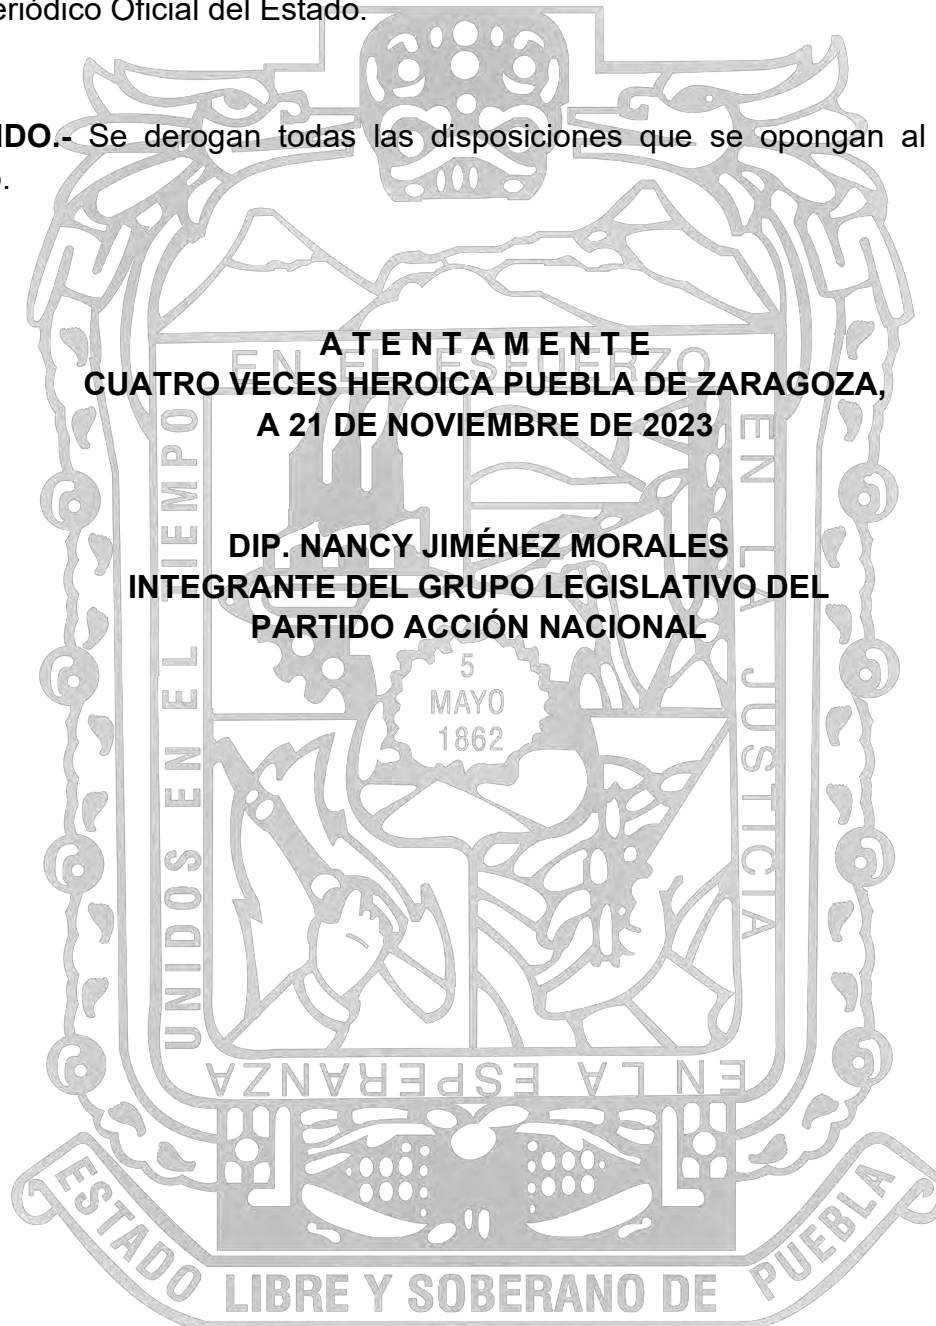 eriódico Oficial del Estado.
NDO.- Se derogan todas las disposiciones que se opongan al
.
A T E N T A M E N T E
CUATRO VECES HEROICA PUEBLA DE ZARAGOZA,
A 21 DE NOVIEMBRE DE 2023
DIP. NANCY JIMÉNEZ MORALES
INTEGRANTE DEL GRUPO LEGISLATIVO DEL
PARTIDO ACCIÓN NACIONAL
UNIDOS EN EL TIEMPO
EN EL ESFUERZO
EN LA JUSTICIA
EN LA ESPERANZA
5
MAYO
1862
ESTADO LIBRE Y SOBERANO DE PUEBLA